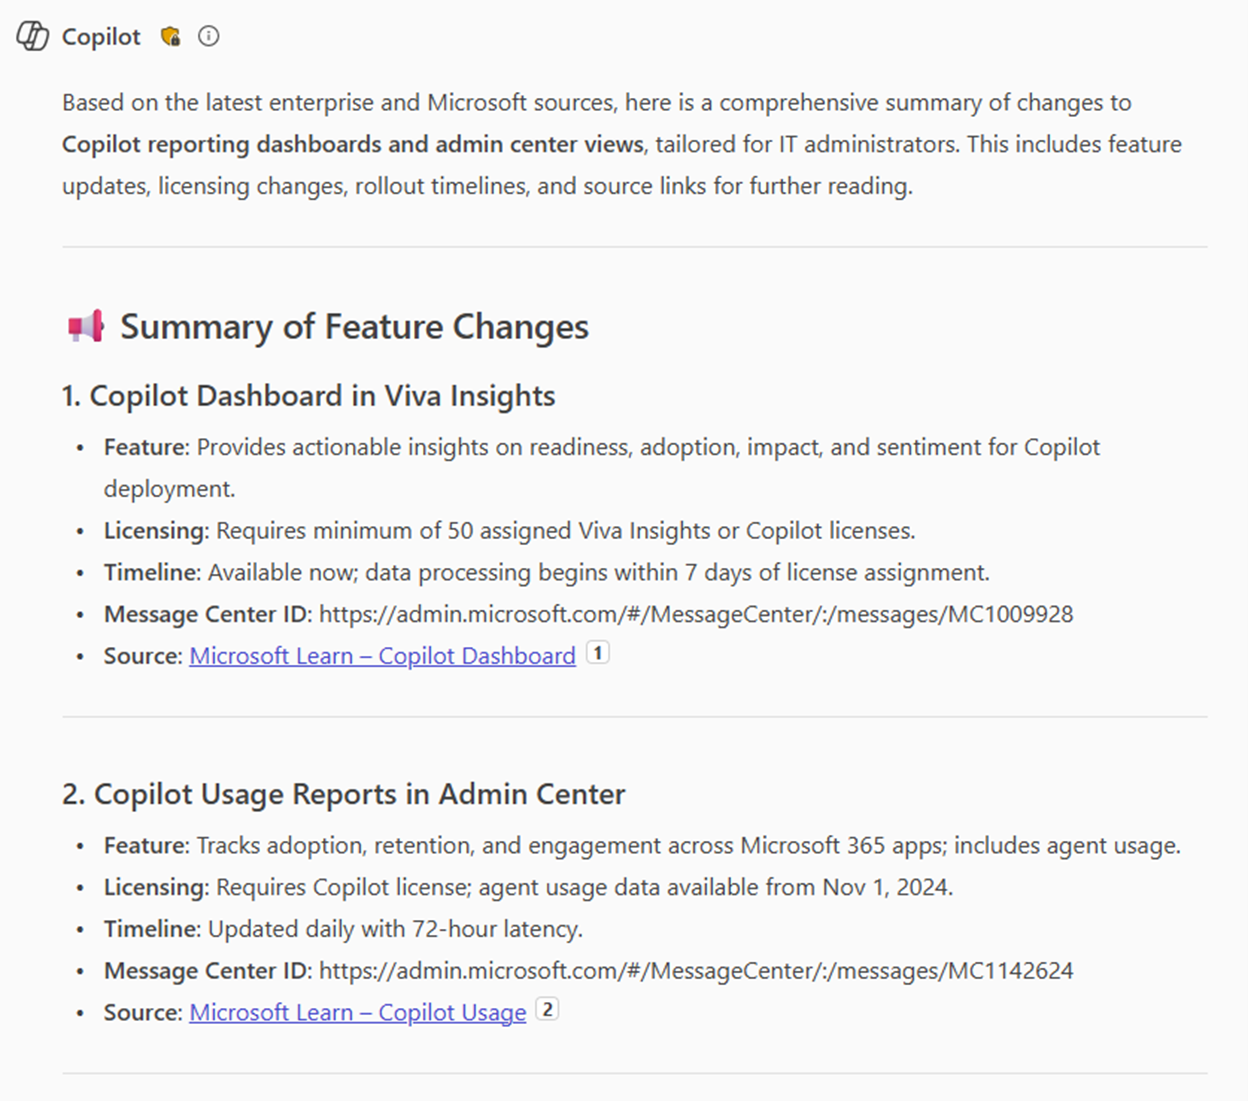 Copilot
Based on the latest enterprise and Microsoft sources, here is a comprehensive summary of changes to
Copilot reporting dashboards and admin center views, tailored for IT administrators. This includes feature
updates, licensing changes, rollout timelines, and source links for further reading.
Summary of Feature Changes
1. Copilot Dashboard in Viva Insights
• Feature: Provides actionable insights on readiness, adoption, impact, and sentiment for Copilot
deployment.
• Licensing: Requires minimum of 50 assigned Viva Insights or Copilot licenses.
• Timeline: Available now; data processing begins within 7 days of license assignment.
• Message Center ID: https://admin.microsoft.com/#/MessageCenter/:/messages/MC1009928
• Source: Microsoft Learn – Copilot Dashboard 1
2. Copilot Usage Reports in Admin Center
• Feature: Tracks adoption, retention, and engagement across Microsoft 365 apps; includes agent usage.
• Licensing: Requires Copilot license; agent usage data available from Nov 1, 2024.
• Timeline: Updated daily with 72-hour latency.
• Message Center ID: https://admin.microsoft.com/#/MessageCenter/:/messages/MC1142624
• Source: Microsoft Learn – Copilot Usage 2